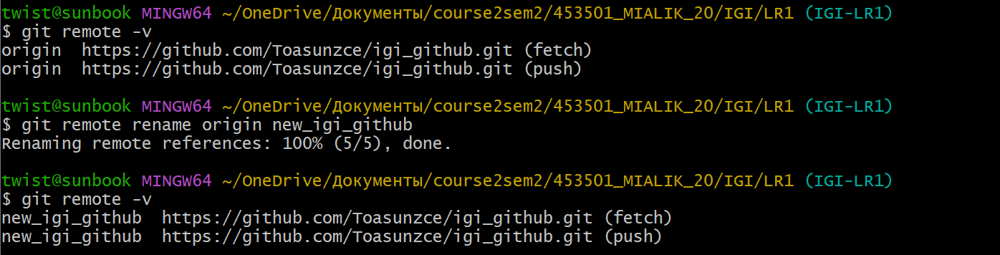 twist@sunbook MINGW64 ~/OneDrive/Документы/course2sem2/453501_MIALIK_20/IGI/LR1 (IGI-LR1)
$ git remote -v
origin  https://github.com/Toasunzce/igi_github.git (fetch)
origin  https://github.com/Toasunzce/igi_github.git (push)
twist@sunbook MINGW64 ~/OneDrive/Документы/course2sem2/453501_MIALIK_20/IGI/LR1 (IGI-LR1)
$ git remote rename origin new_igi_github
Renaming remote references: 100% (5/5), done.
twist@sunbook MINGW64 ~/OneDrive/Документы/course2sem2/453501_MIALIK_20/IGI/LR1 (IGI-LR1)
$ git remote -v
new_igi_github  https://github.com/Toasunzce/igi_github.git (fetch)
new_igi_github  https://github.com/Toasunzce/igi_github.git (push)